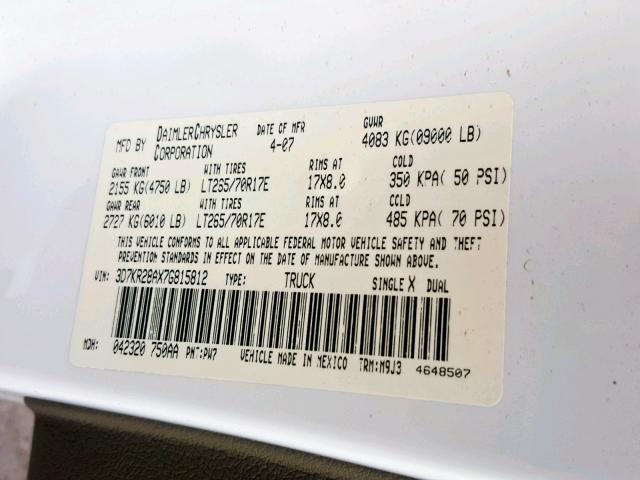 MFD BY DAIMLERCHRYSLER CORPORATION DATE OF MFR 4-07 GVWR 4083 KG(09000 LB)
GAWR FRONT WITH TIRES RIMS AT COLD
2155 KG(4750 LB) LT265/70R17E 17X8.0 350 KPA( 50 PSI)
GAWR REAR WITH TIRES RIMS AT COLD
2727 KG(6010 LB) LT265/70R17E 17X8.0 485 KPA( 70 PSI)
THIS VEHICLE CONFORMS TO ALL APPLICABLE FEDERAL MOTOR VEHICLE SAFETY AND THEFT
PREVENTION STANDARDS IN EFFECT ON THE DATE OF MANUFACTURE SHOWN ABOVE.
VIN: 3D7KR28AX7G815812 TYPE: TRUCK SINGLE X DUAL
MDH: 042320 750AA PNT:PW7 VEHICLE MADE IN MEXICO TRM:M9J3 4648507